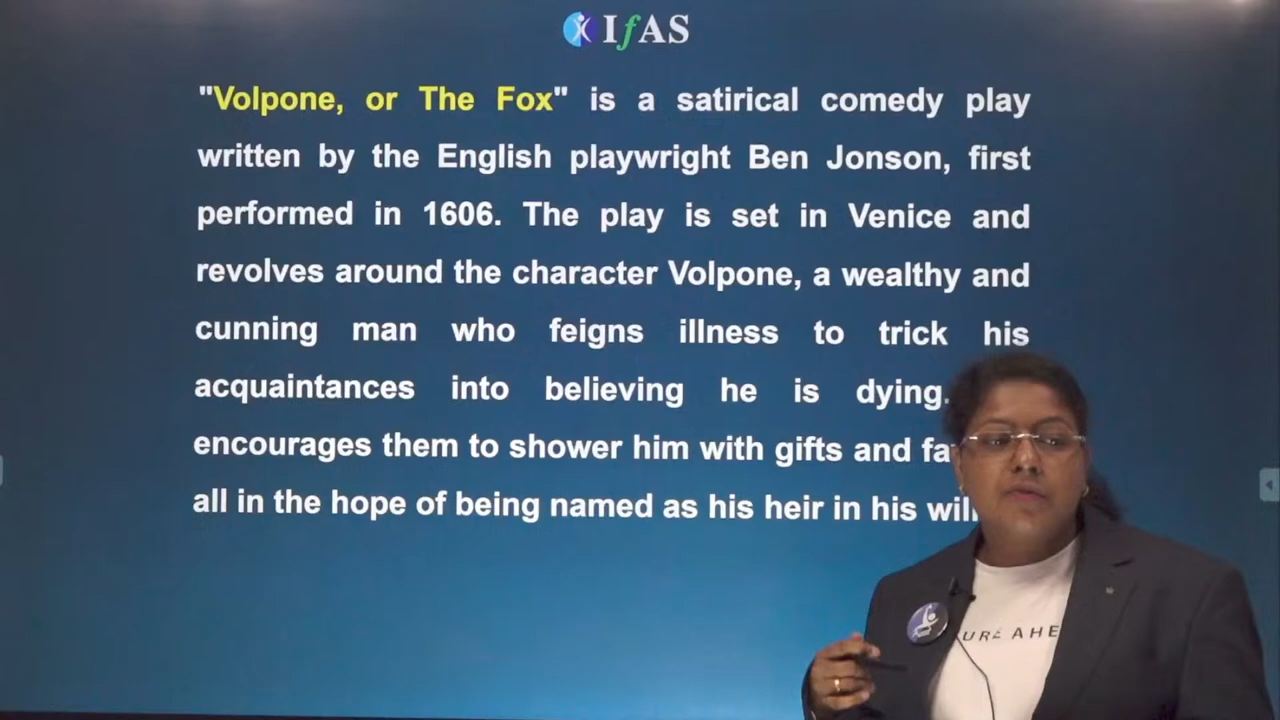 IfAS
"Volpone, or The Fox" is a satirical comedy play
written by the English playwright Ben Jonson, first
performed in 1606. The play is set in Venice and
revolves around the character Volpone, a wealthy and
cunning man who feigns illness to trick his
acquaintances into believing he is dying.
encourages them to shower him with gifts and
all in the hope of being named as his heir in his